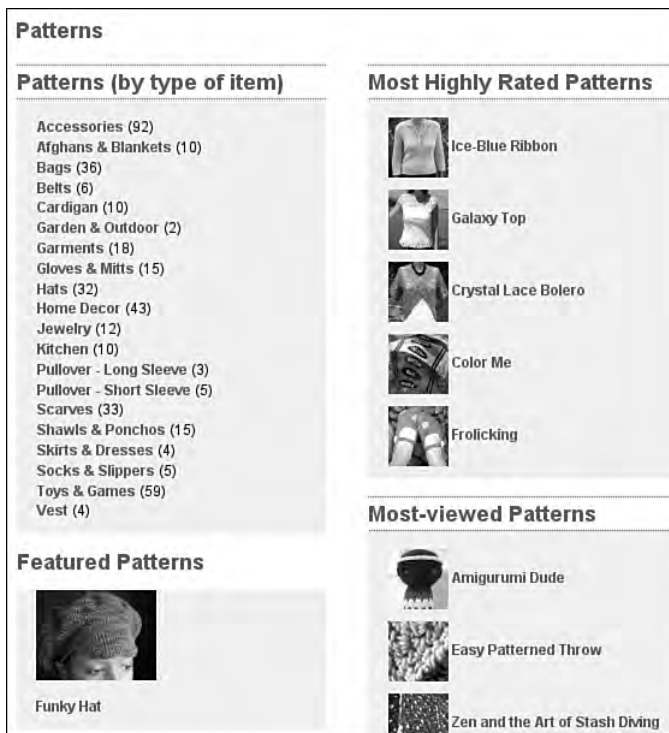 Patterns
Patterns (by type of item)
Accessories (92)
Afghans & Blankets (10)
Bags (36)
Belts (6)
Cardigan (10)
Garden & Outdoor (2)
Garments (18)
Gloves & Mitts (15)
Hats (32)
Home Decor (43)
Jewelry (12)
Kitchen (10)
Pullover - Long Sleeve (3)
Pullover - Short Sleeve (5)
Scarves (33)
Shawls & Ponchos (15)
Skirts & Dresses (4)
Socks & Slippers (5)
Toys & Games (59)
Vest (4)
Featured Patterns
Funky Hat
Most Highly Rated Patterns
Ice-Blue Ribbon
Galaxy Top
Crystal Lace Bolero
Color Me
Frolicking
Most-viewed Patterns
Amigurumi Dude
Easy Patterned Throw
Zen and the Art of Stash Diving